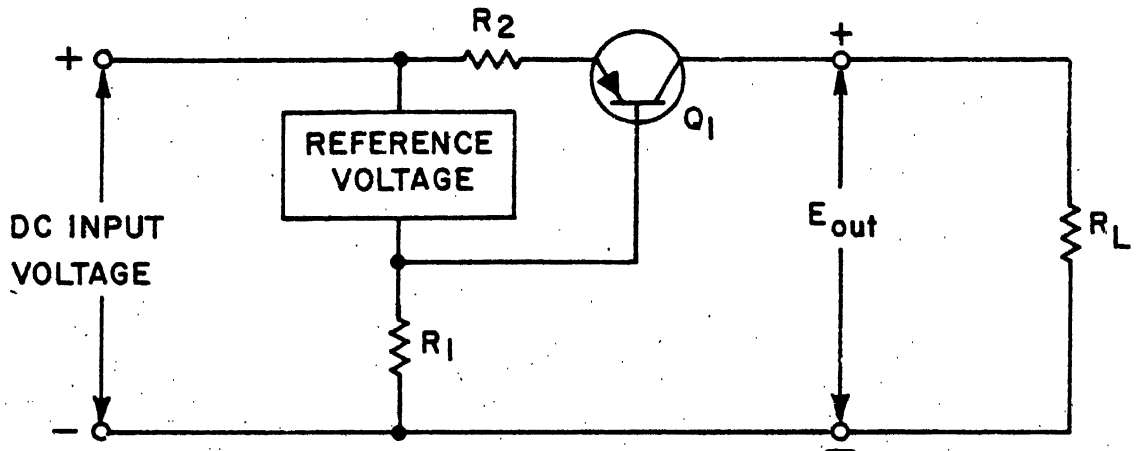 R2
+
+
Q1
REFERENCE
VOLTAGE
DC INPUT
VOLTAGE
Eout
RL
R1
−
−